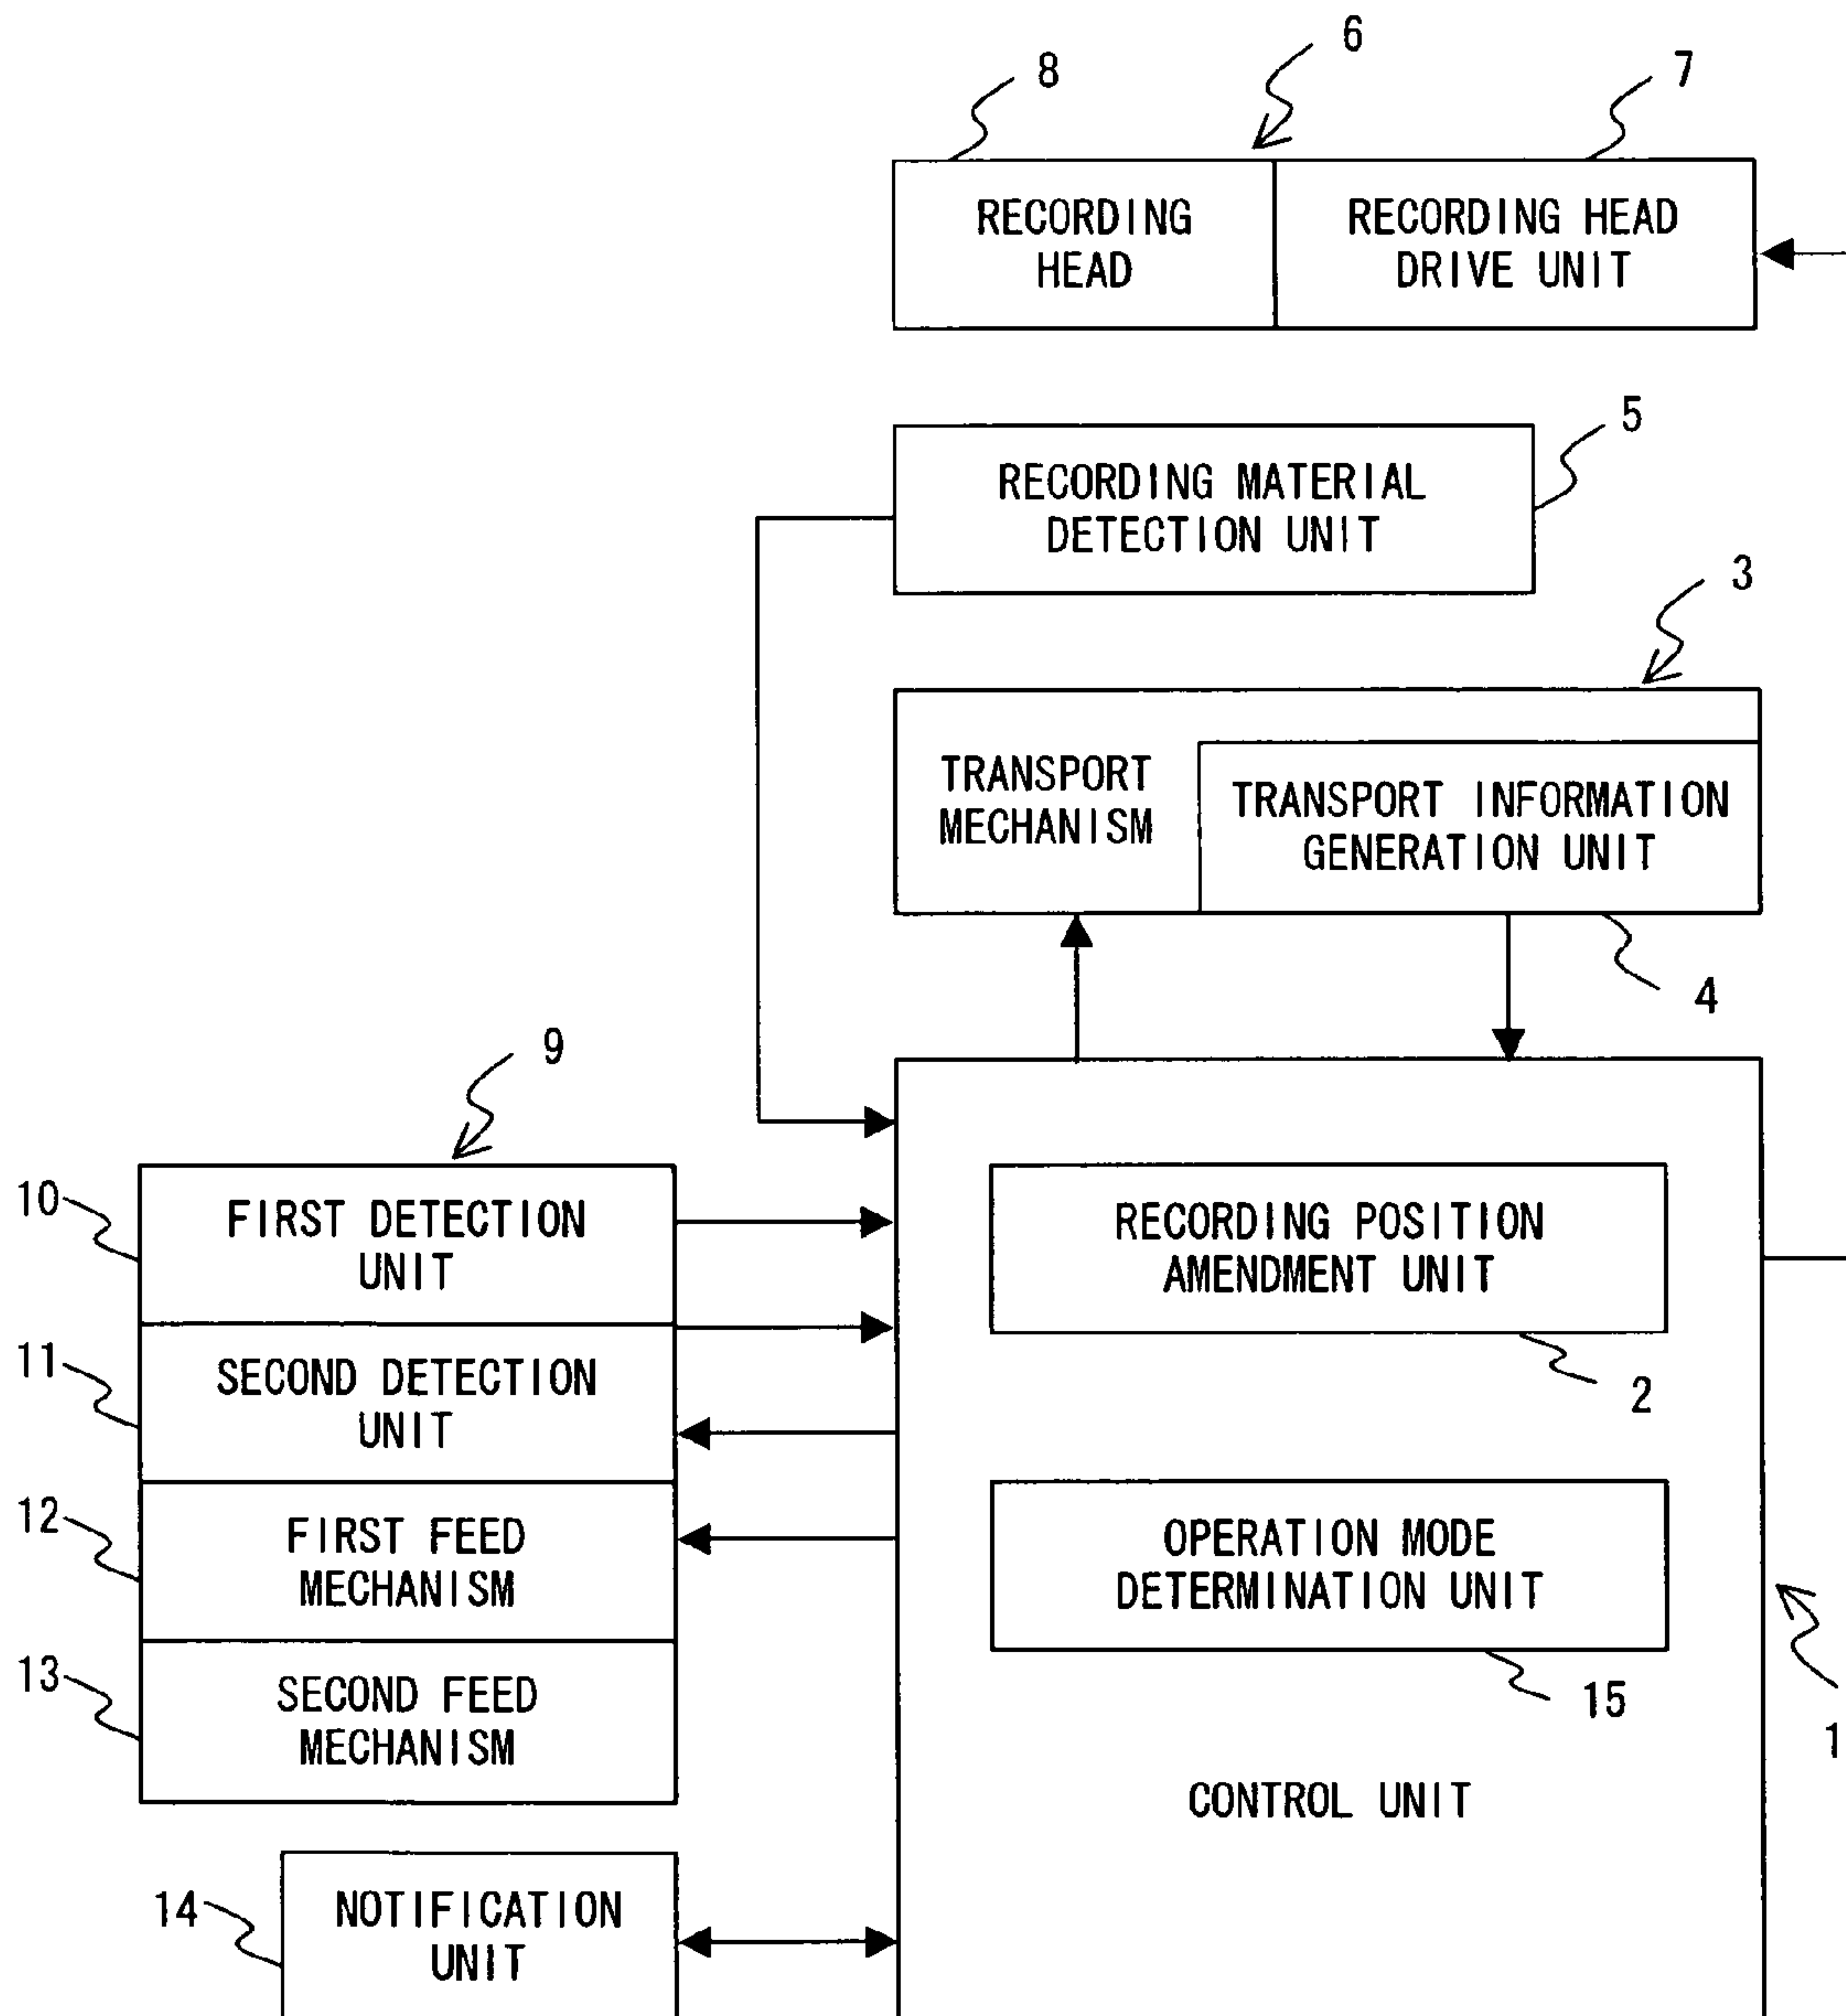 6
8
7
RECORDING
HEAD
RECORDING HEAD
DRIVE UNIT
5
RECORDING MATERIAL
DETECTION UNIT
3
TRANSPORT
MECHANISM
TRANSPORT INFORMATION
GENERATION UNIT
4
9
10
FIRST DETECTION
UNIT
RECORDING POSITION
AMENDMENT UNIT
2
11
SECOND DETECTION
UNIT
12
FIRST FEED
MECHANISM
OPERATION MODE
DETERMINATION UNIT
15
1
13
SECOND FEED
MECHANISM
CONTROL UNIT
14
NOTIFICATION
UNIT